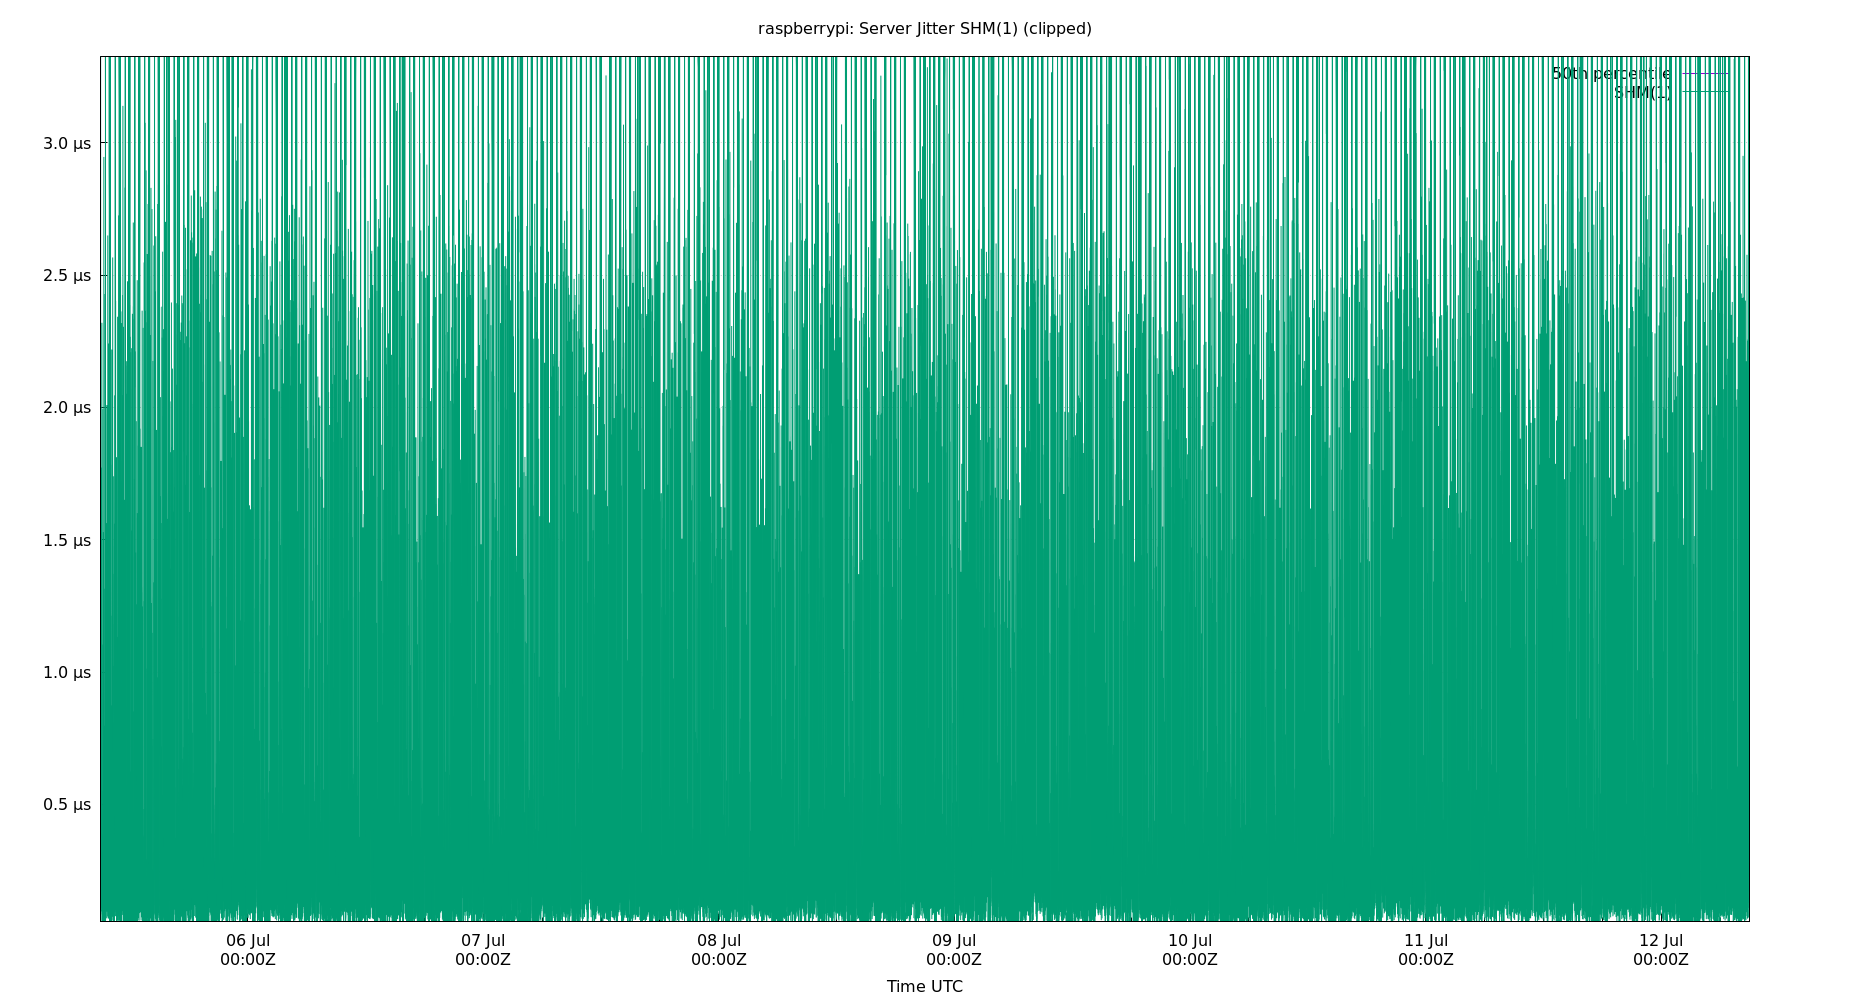 raspberrypi: Server Jitter SHM(1) (clipped)
50th percentile
SHM(1)
3.0 µs
2.5 µs
2.0 µs
1.5 µs
1.0 µs
0.5 µs
06 Jul 07 Jul 08 Jul 09 Jul 10 Jul 11 Jul 12 Jul
00:00Z 00:00Z 00:00Z 00:00Z 00:00Z 00:00Z 00:00Z
Time UTC